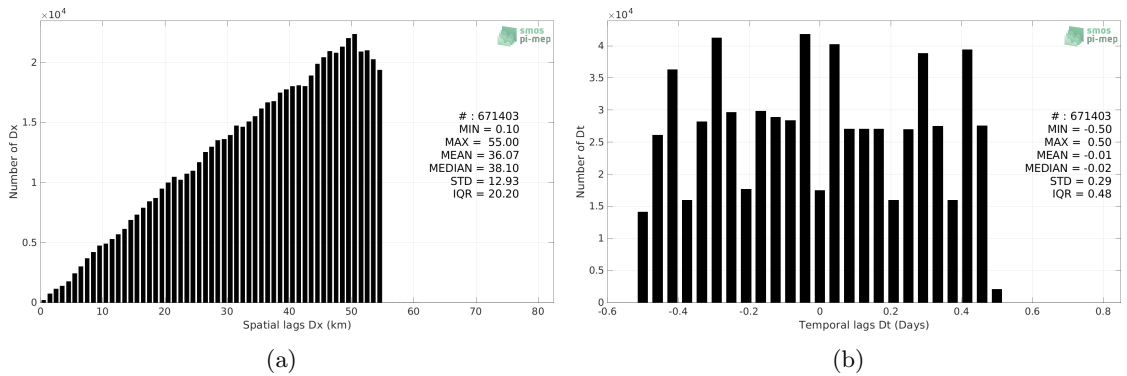 ×10⁴
smos
pi-mep
2
1.5
1
0.5
0
Number of Dx
# : 671403
MIN = 0.10
MAX = 55.00
MEAN = 36.07
MEDIAN = 38.10
STD = 12.93
IQR = 20.20
0 10 20 30 40 50 60 70 80
Spatial lags Dx (km)
(a)
×10⁴
smos
pi-mep
4
3.5
3
2.5
2
1.5
1
0.5
0
Number of Dt
# : 671403
MIN = -0.50
MAX = 0.50
MEAN = -0.01
MEDIAN = -0.02
STD = 0.29
IQR = 0.48
-0.6 -0.4 -0.2 0 0.2 0.4 0.6 0.8
Temporal lags Dt (Days)
(b)